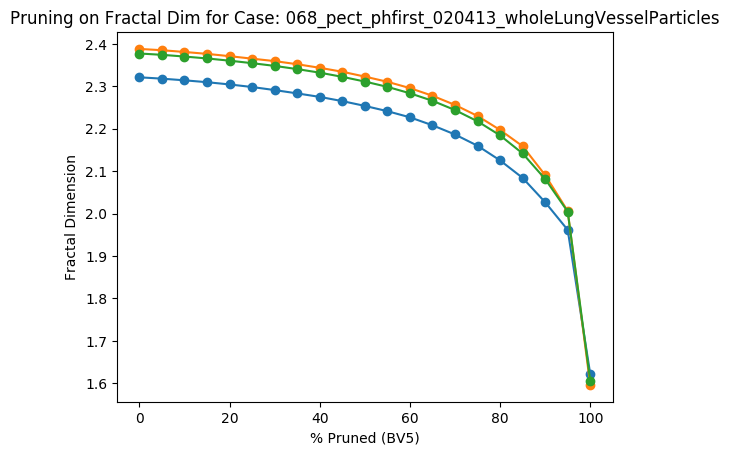 Pruning on Fractal Dim for Case: 068_pect_phfirst_020413_wholeLungVesselParticles
2.4
2.3
2.2
2.1
2.0
1.9
1.8
1.7
1.6
Fractal Dimension
0 20 40 60 80 100
% Pruned (BV5)